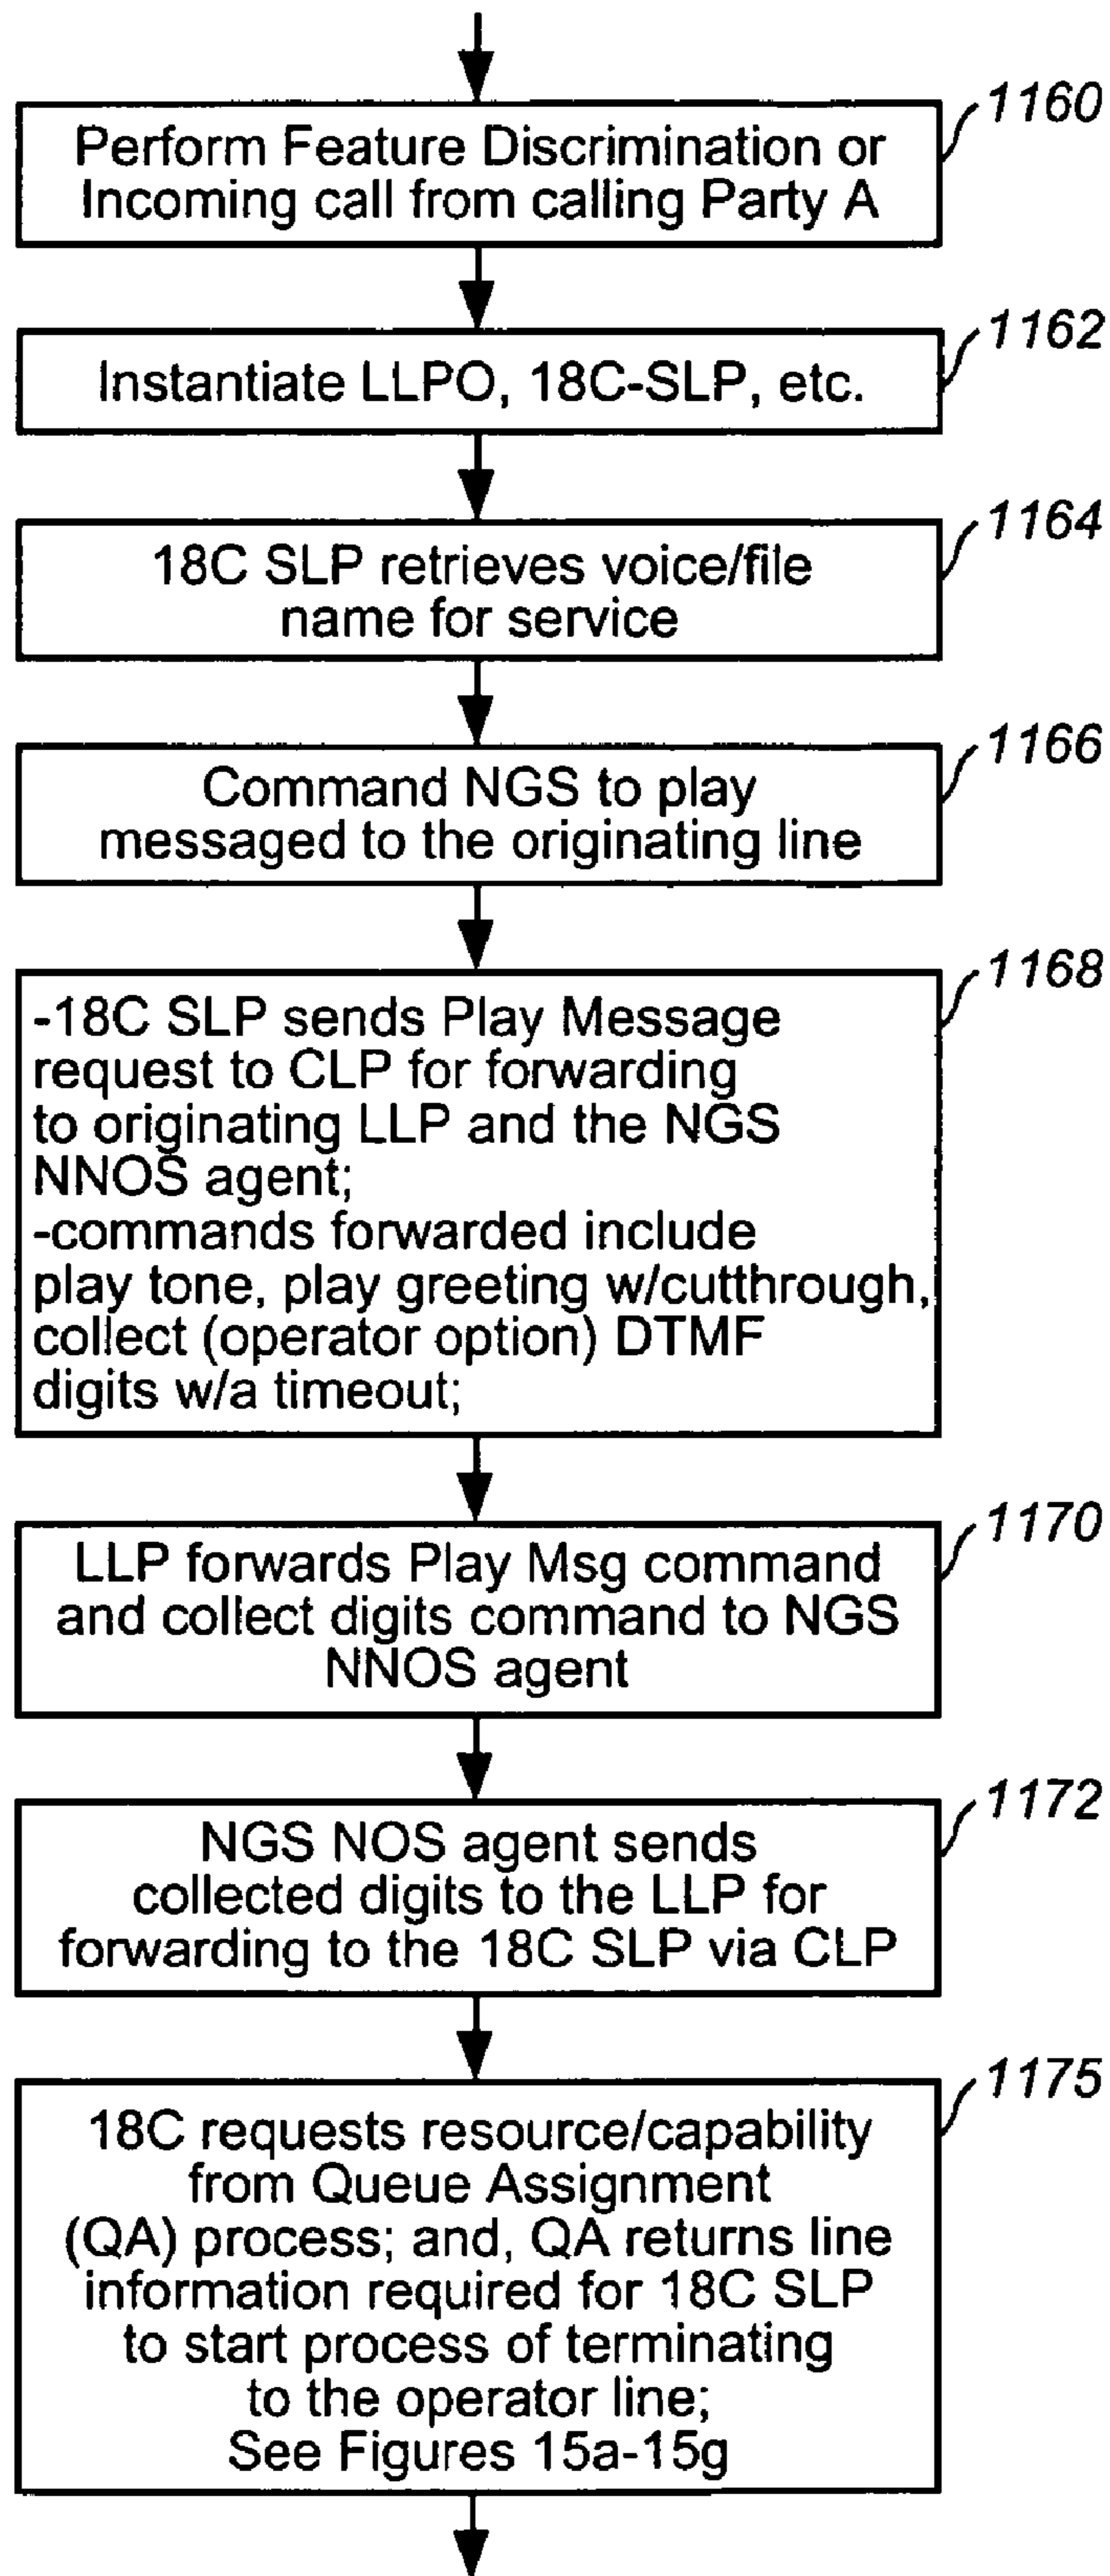 1160
Perform Feature Discrimination or
Incoming call from calling Party A
1162
Instantiate LLPO, 18C-SLP, etc.
1164
18C SLP retrieves voice/file
name for service
1166
Command NGS to play
messaged to the originating line
1168
-18C SLP sends Play Message
request to CLP for forwarding
to originating LLP and the NGS
NNOS agent;
-commands forwarded include
play tone, play greeting w/cutthrough,
collect (operator option) DTMF
digits w/a timeout;
1170
LLP forwards Play Msg command
and collect digits command to NGS
NNOS agent
1172
NGS NOS agent sends
collected digits to the LLP for
forwarding to the 18C SLP via CLP
1175
18C requests resource/capability
from Queue Assignment
(QA) process; and, QA returns line
information required for 18C SLP
to start process of terminating
to the operator line;
See Figures 15a-15g